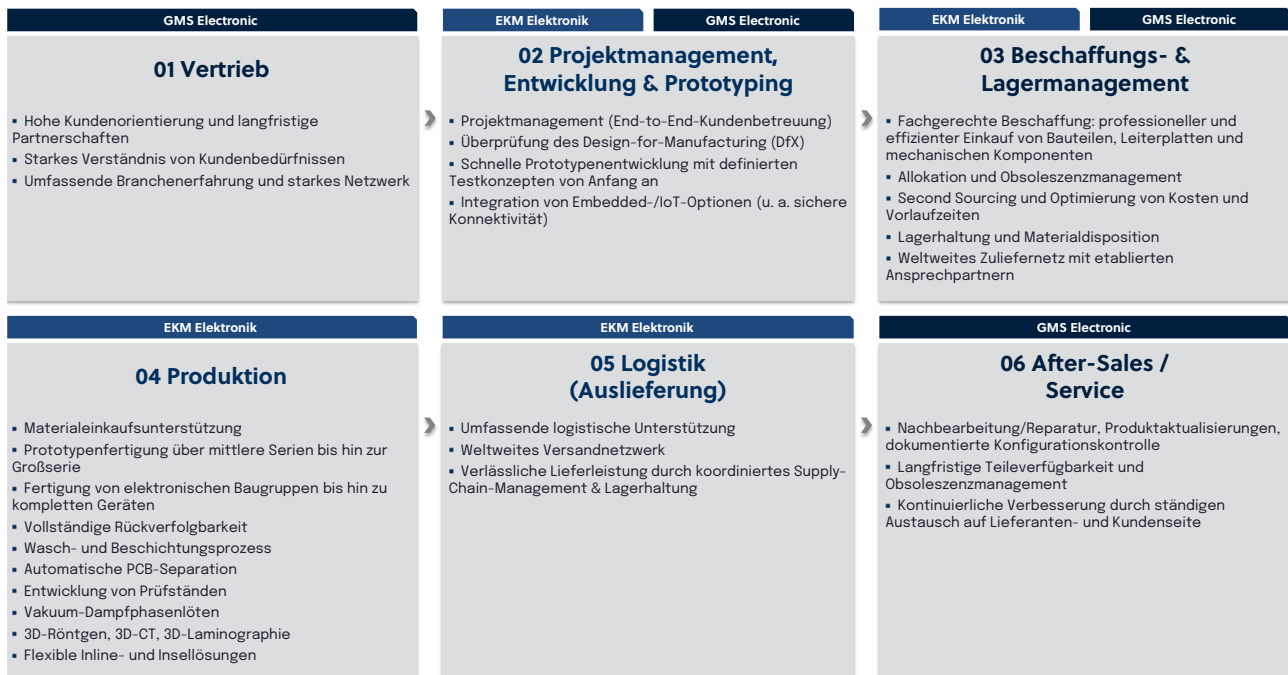 GMS Electronic
01 Vertrieb
▪ Hohe Kundenorientierung und langfristige
Partnerschaften
▪ Starkes Verständnis von Kundenbedürfnissen
▪ Umfassende Branchenerfahrung und starkes Netzwerk
EKM Elektronik
GMS Electronic
02 Projektmanagement,
Entwicklung & Prototyping
▪ Projektmanagement (End-to-End-Kundenbetreuung)
▪ Überprüfung des Design-for-Manufacturing (DfX)
▪ Schnelle Prototypenentwicklung mit definierten
Testkonzepten von Anfang an
▪ Integration von Embedded-/IoT-Optionen (u. a. sichere
Konnektivität)
EKM Elektronik
GMS Electronic
03 Beschaffungs- &
Lagermanagement
▪ Fachgerechte Beschaffung: professioneller und
effizienter Einkauf von Bauteilen, Leiterplatten und
mechanischen Komponenten
▪ Allokation und Obsoleszenzmanagement
▪ Second Sourcing und Optimierung von Kosten und
Vorlaufzeiten
▪ Lagerhaltung und Materialdisposition
▪ Weltweites Zuliefernetz mit etablierten
Ansprechpartnern
EKM Elektronik
04 Produktion
▪ Materialeinkaufsunterstützung
▪ Prototypenfertigung über mittlere Serien bis hin zur
Großserie
▪ Fertigung von elektronischen Baugruppen bis hin zu
kompletten Geräten
▪ Vollständige Rückverfolgbarkeit
▪ Wasch- und Beschichtungsprozess
▪ Automatische PCB-Separation
▪ Entwicklung von Prüfständen
▪ Vakuum-Dampfphasenlöten
▪ 3D-Röntgen, 3D-CT, 3D-Laminographie
▪ Flexible Inline- und Insellösungen
EKM Elektronik
05 Logistik
(Auslieferung)
▪ Umfassende logistische Unterstützung
▪ Weltweites Versandnetzwerk
▪ Verlässliche Lieferleistung durch koordiniertes Supply-
Chain-Management & Lagerhaltung
GMS Electronic
06 After-Sales /
Service
▪ Nachbearbeitung/Reparatur, Produktaktualisierungen,
dokumentierte Konfigurationskontrolle
▪ Langfristige Teileverfügbarkeit und
Obsoleszenzmanagement
▪ Kontinuierliche Verbesserung durch ständigen
Austausch auf Lieferanten- und Kundenseite